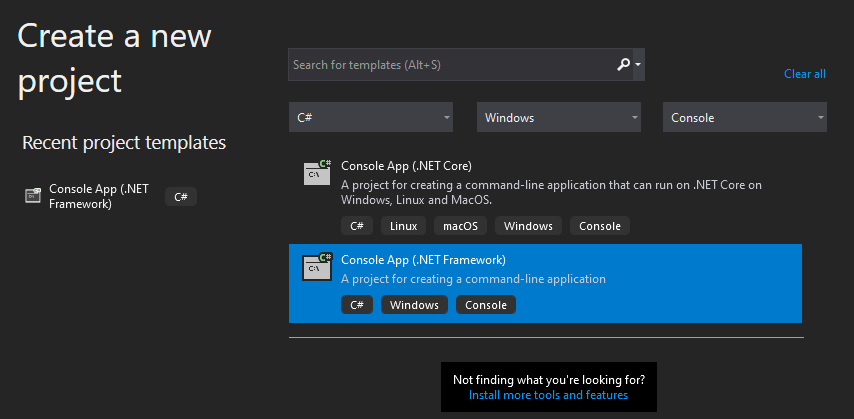 Create a new
project
Search for templates (Alt+S)
Clear all
C#
Windows
Console
Recent project templates
Console App (.NET
Framework)
C#
C#
C:\
Console App (.NET Core)
A project for creating a command-line application that can run on .NET Core on
Windows, Linux and MacOS.
C#
Linux
macOS
Windows
Console
C#
C:\
Console App (.NET Framework)
A project for creating a command-line application
C#
Windows
Console
Not finding what you're looking for?
Install more tools and features